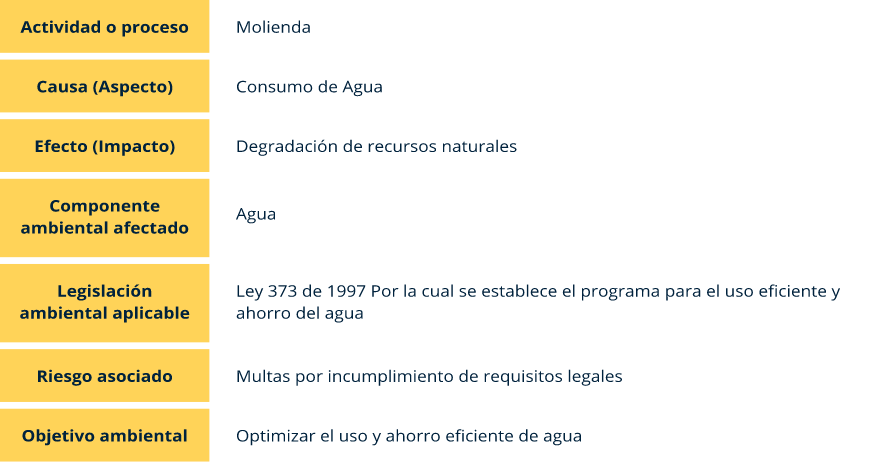 Actividad o proceso
Molienda
Causa (Aspecto)
Consumo de Agua
Efecto (Impacto)
Degradación de recursos naturales
Componente
ambiental afectado
Agua
Legislación
ambiental aplicable
Ley 373 de 1997 Por la cual se establece el programa para el uso eficiente y
ahorro del agua
Riesgo asociado
Multas por incumplimiento de requisitos legales
Objetivo ambiental
Optimizar el uso y ahorro eficiente de agua